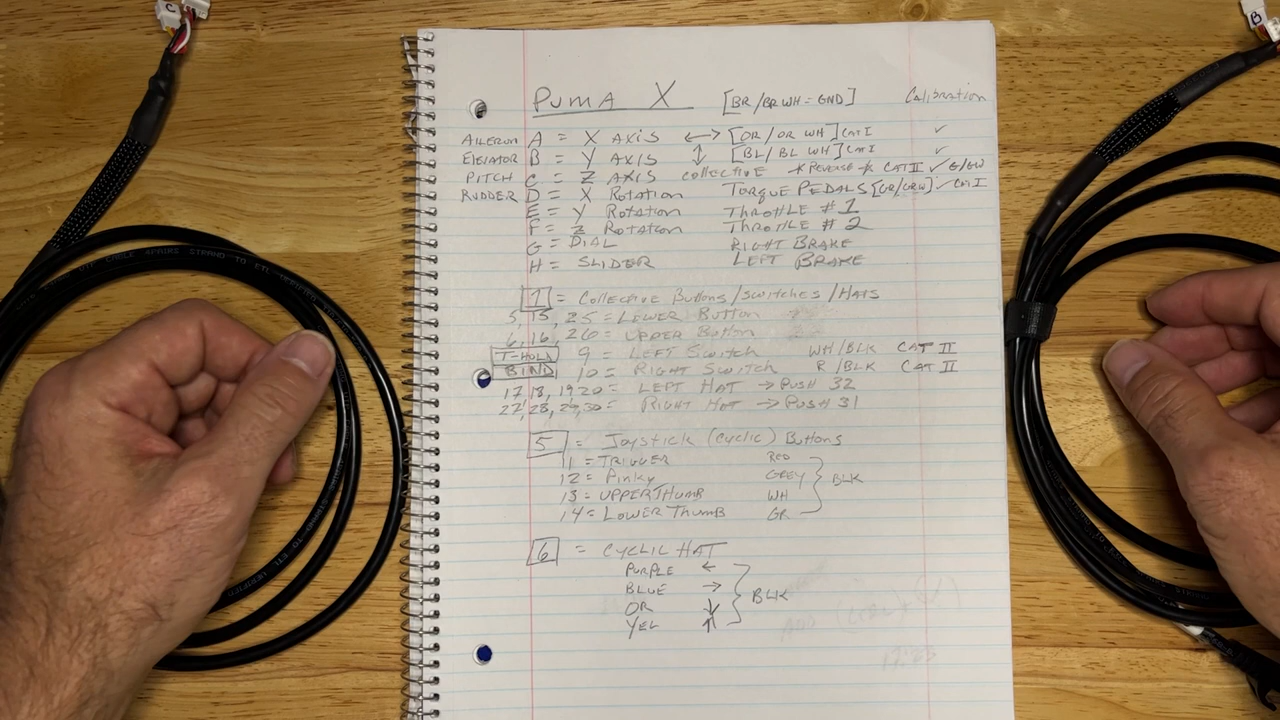 C
B
PUMA X [BR/BR WH = GND] Calibration
AILERON A = X AXIS ←→ [OR/OR WH] CAT I ✓
ELEVATOR B = Y AXIS ↕ [BL/BL WH] CAT I ✓
PITCH C = Z AXIS collective *Reverse* CAT II ✓ G/GW
RUDDER D = X Rotation TORQUE PEDALS [GR/GRW] ✓ CAT I
E = Y Rotation THROTTLE #1
F = Z Rotation THROTTLE #2
G = DIAL RIGHT BRAKE
H = SLIDER LEFT BRAKE
1 = Collective Buttons/Switches/HATS
5, 15, 25 = LOWER Button
6, 16, 26 = UPPER Button
T-HOLD 9 = LEFT Switch WH/BLK CAT II
BIND 10 = RIGHT Switch R/BLK CAT II
17, 18, 19, 20 = LEFT HAT → PUSH 32
27, 28, 29, 30 = RIGHT HAT → PUSH 31
5 = Joystick (cyclic) Buttons
11 = TRIGGER RED
12 = Pinky GREY } BLK
13 = UPPER THUMB WH
14 = LOWER THUMB GR
6 = CYCLIC HAT
PURPLE ←
BLUE → } BLK
OR ↓
YEL ↑